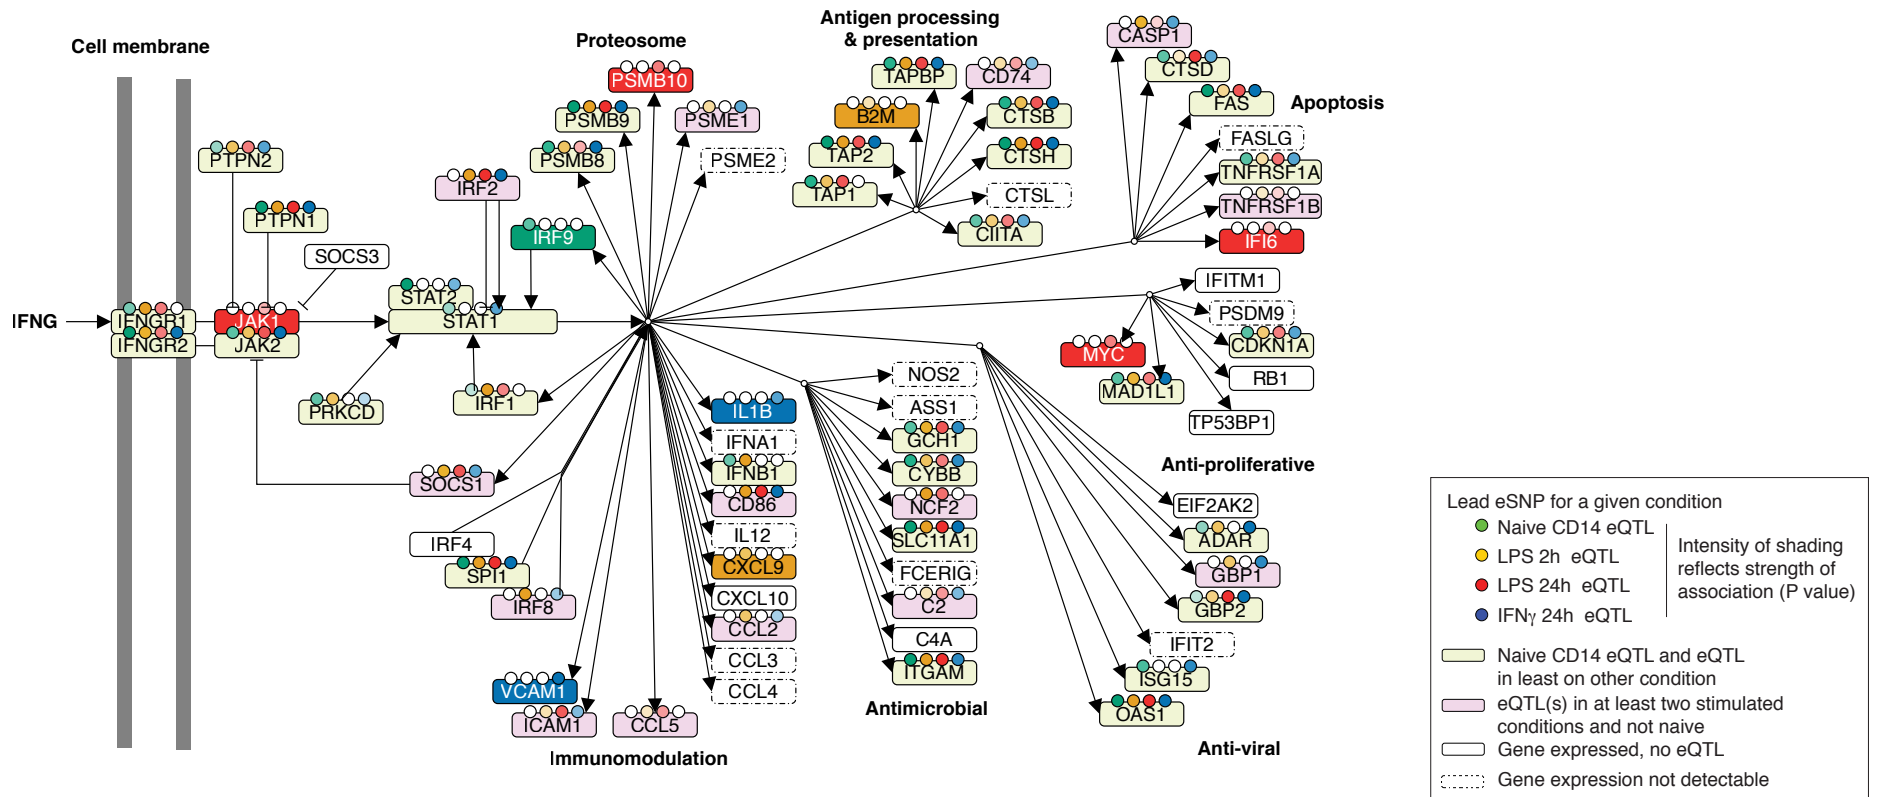 Cell membrane
IFNG
IFNGR1
IFNGR2
PTPN2
PTPN1
SOCS3
JAK1
JAK2
PRKCD
STAT2
STAT1
IRF2
IRF9
IRF1
SOCS1
IRF4
SPI1
IRF8
Proteosome
PSMB10
PSMB9
PSME1
PSMB8
PSME2
Antigen processing
& presentation
TAPBP
CD74
B2M
CTSB
TAP2
CTSH
TAP1
CTSL
CIITA
CASP1
CTSD
FAS
Apoptosis
FASLG
TNFRSF1A
TNFRSF1B
IFI6
IFITM1
PSDM9
MYC
CDKN1A
MAD1L1
RB1
TP53BP1
Anti-proliferative
IL1B
IFNA1
IFNB1
CD86
IL12
CXCL9
CXCL10
CCL2
CCL3
CCL4
VCAM1
ICAM1
CCL5
Immunomodulation
NOS2
ASS1
GCH1
CYBB
NCF2
SLC11A1
FCERIG
C2
C4A
ITGAM
Antimicrobial
EIF2AK2
ADAR
GBP1
GBP2
IFIT2
ISG15
OAS1
Anti-viral
Lead eSNP for a given condition
Naive CD14 eQTL
LPS 2h eQTL
LPS 24h eQTL
IFNγ 24h eQTL
Intensity of shading
reflects strength of
association (P value)
Naive CD14 eQTL and eQTL
in least on other condition
eQTL(s) in at least two stimulated
conditions and not naive
Gene expressed, no eQTL
Gene expression not detectable